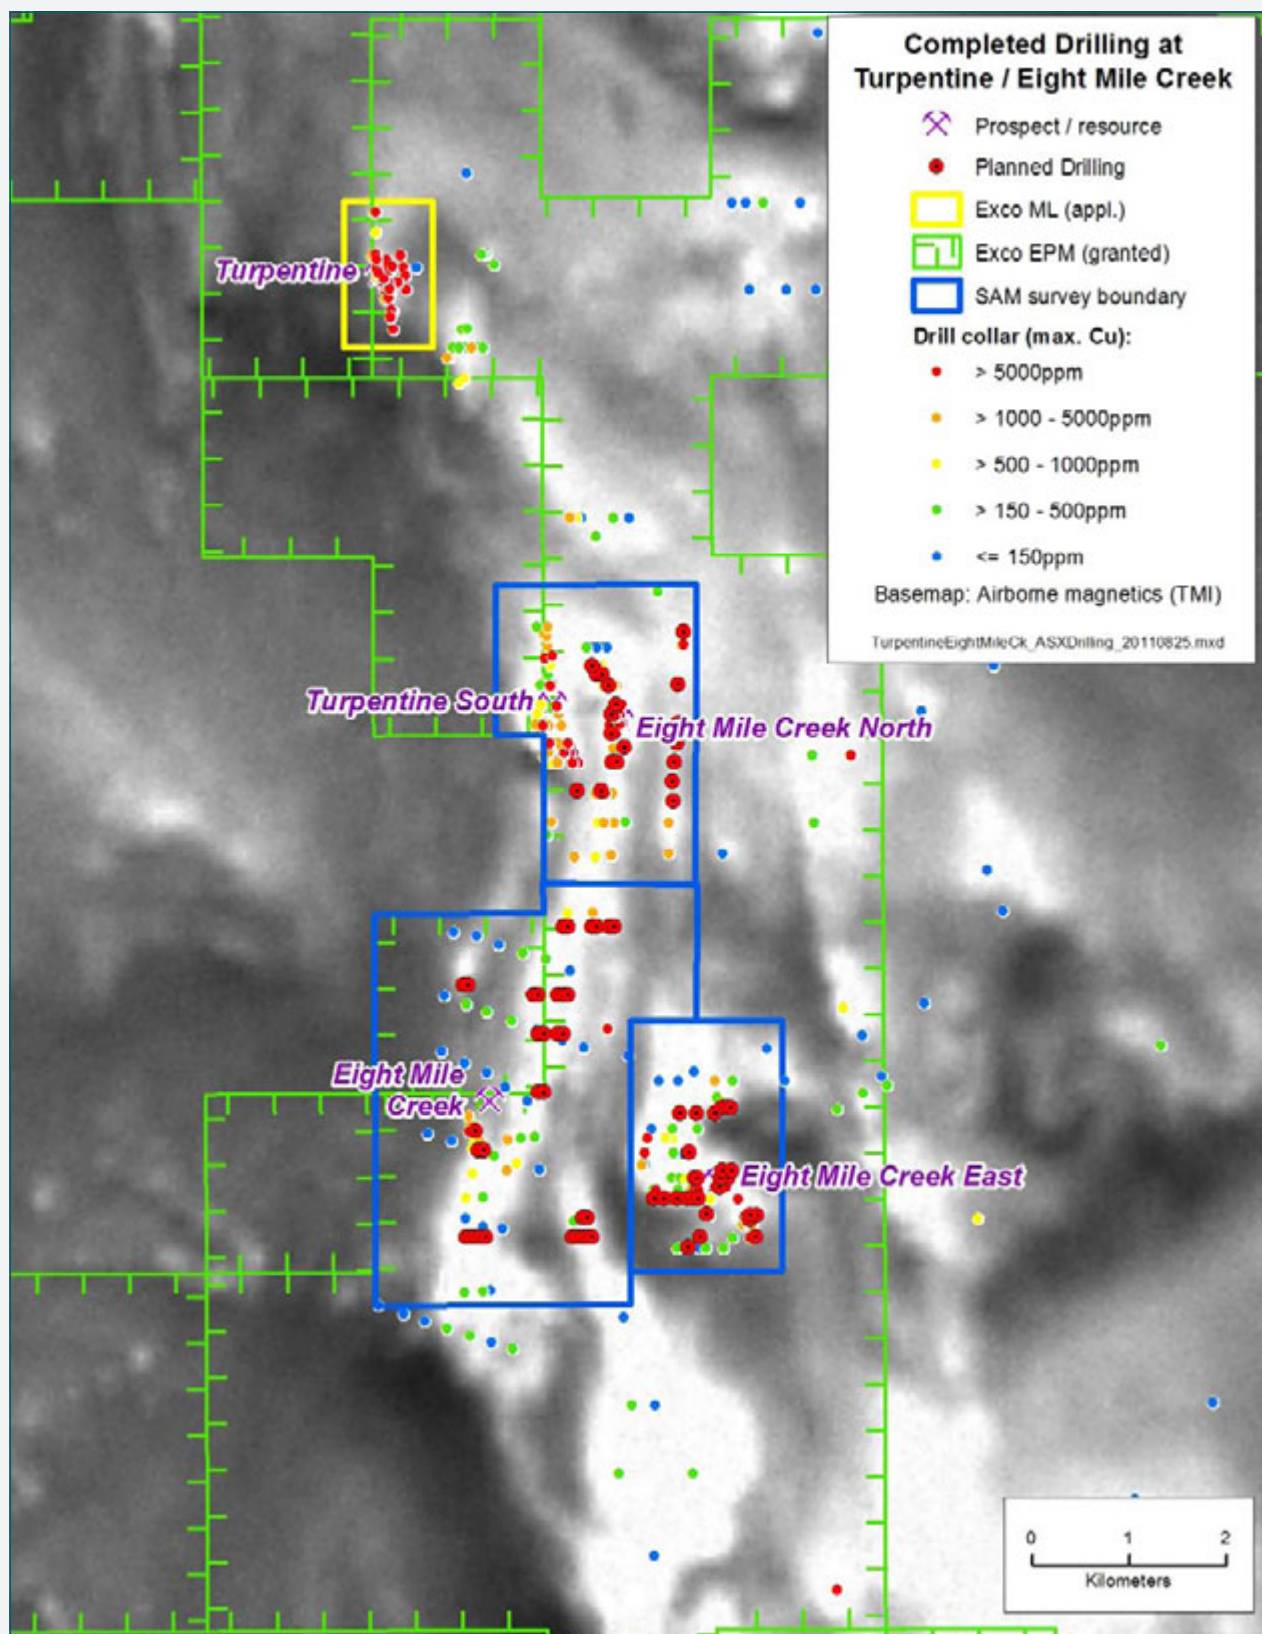 Completed Drilling at
Turpentine / Eight Mile Creek
Prospect / resource
Planned Drilling
Exco ML (appl.)
Exco EPM (granted)
SAM survey boundary
Drill collar (max. Cu):
> 5000ppm
> 1000 - 5000ppm
> 500 - 1000ppm
> 150 - 500ppm
<= 150ppm
Basemap: Airborne magnetics (TMI)
TurpentineEightMileCk_ASXDrilling_20110825.mxd
Turpentine
Turpentine South
Eight Mile Creek North
Eight Mile
Creek
Eight Mile Creek East
0 1 2
Kilometers